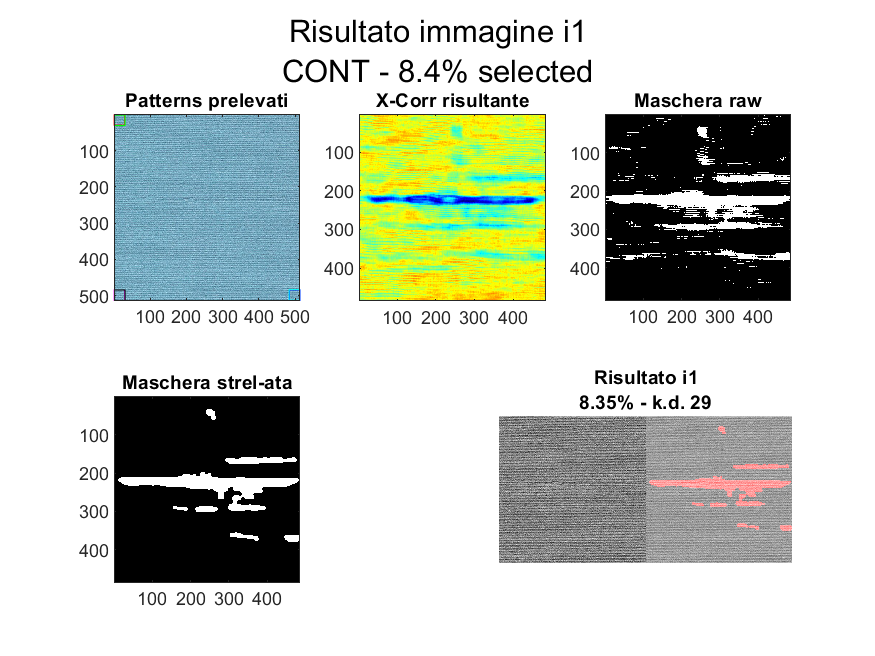 Risultato immagine i1
CONT - 8.4% selected
Patterns prelevati
100
200
300
400
500
100 200 300 400 500
X-Corr risultante
100
200
300
400
100 200 300 400
Maschera raw
100
200
300
400
100 200 300 400
Maschera strel-ata
100
200
300
400
100 200 300 400
Risultato i1
8.35% - k.d. 29